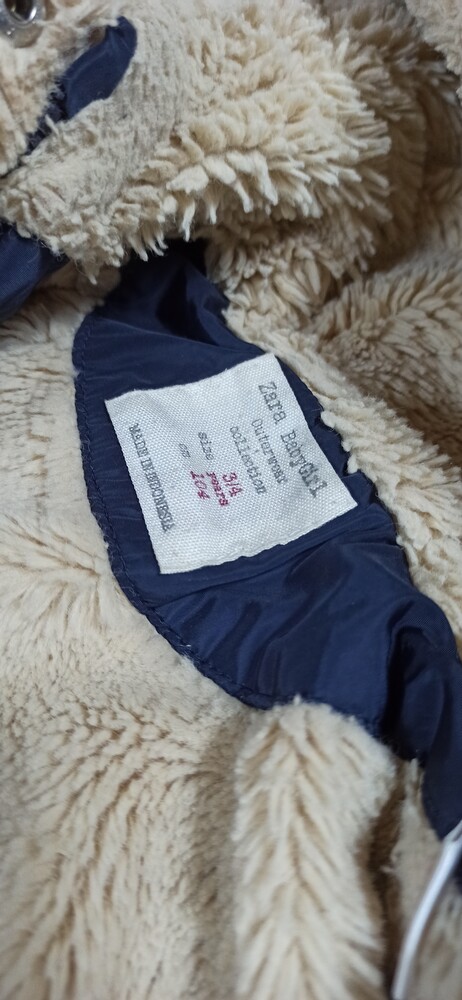 Zara BabyGirl
Outerwear
collection
3/4
size years
cm 104
MADE IN INDONESIA